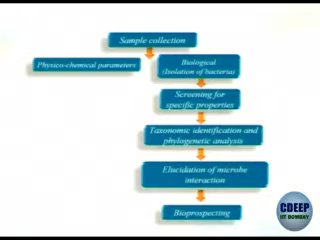 Sample collection
Physico-chemical parameters
Biological
(Isolation of bacterias)
Screening for
specific properties
Taxonomic identification and
phylogenetic analysis
Elucidation of microbe
interaction
Bioprospecting
CDEEP
IIT BOMBAY